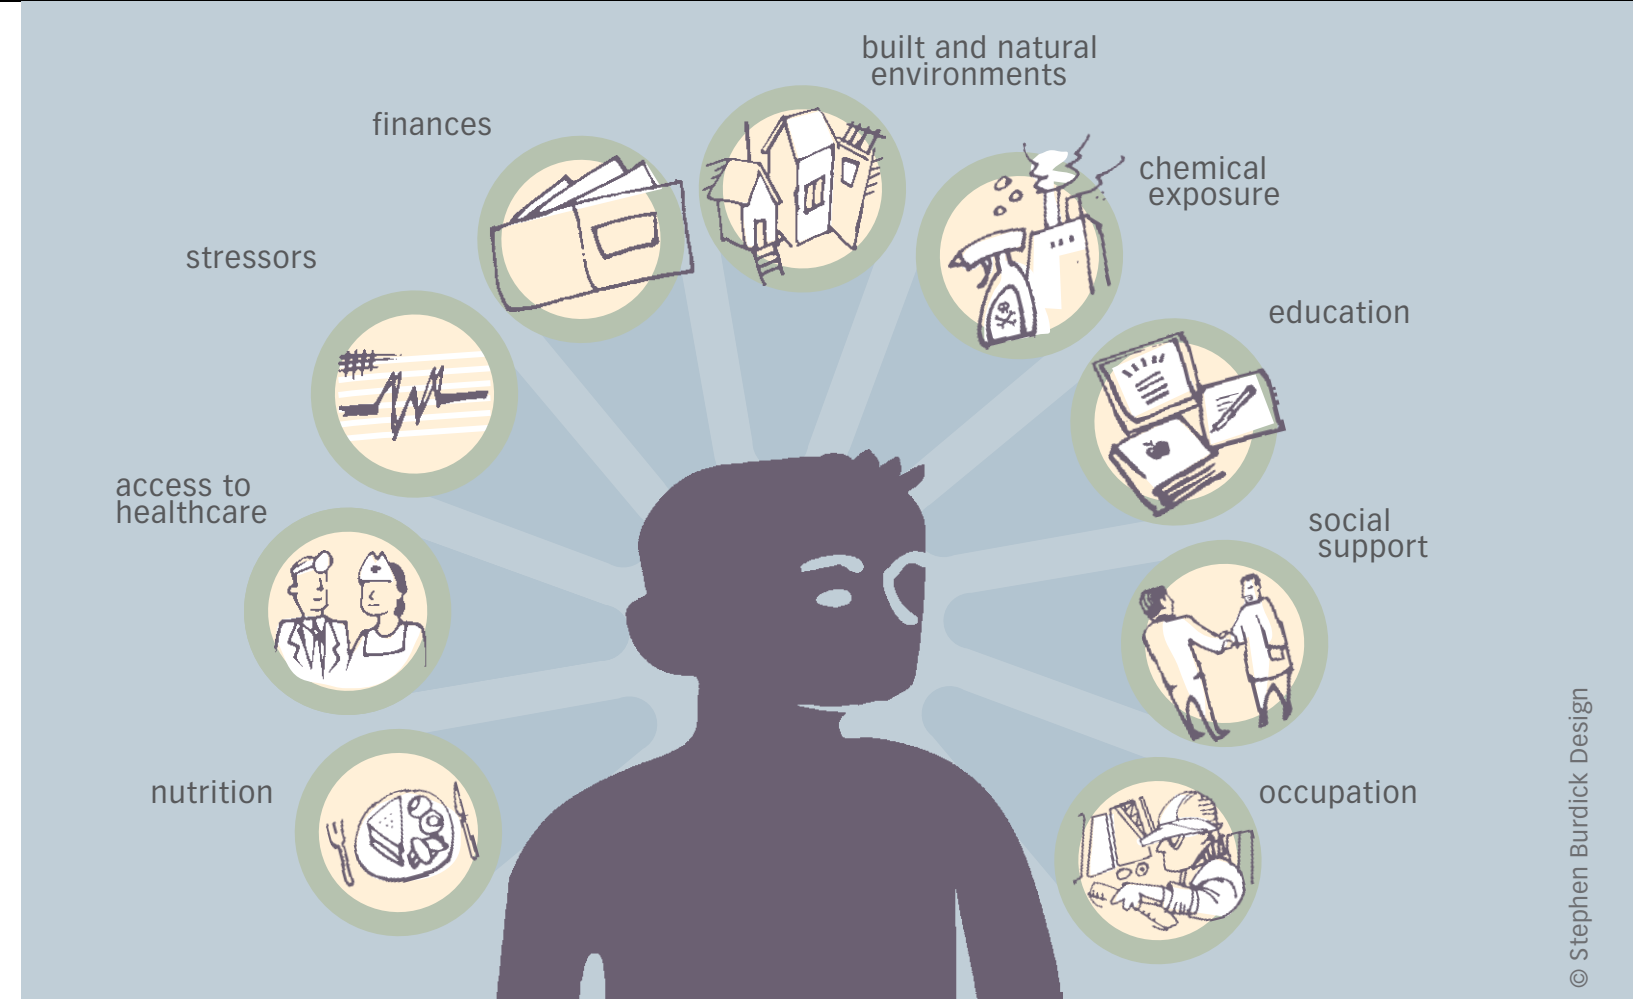 built and natural
environments
finances
chemical
exposure
stressors
education
access to
healthcare
social
support
nutrition
occupation
© Stephen Burdick Design